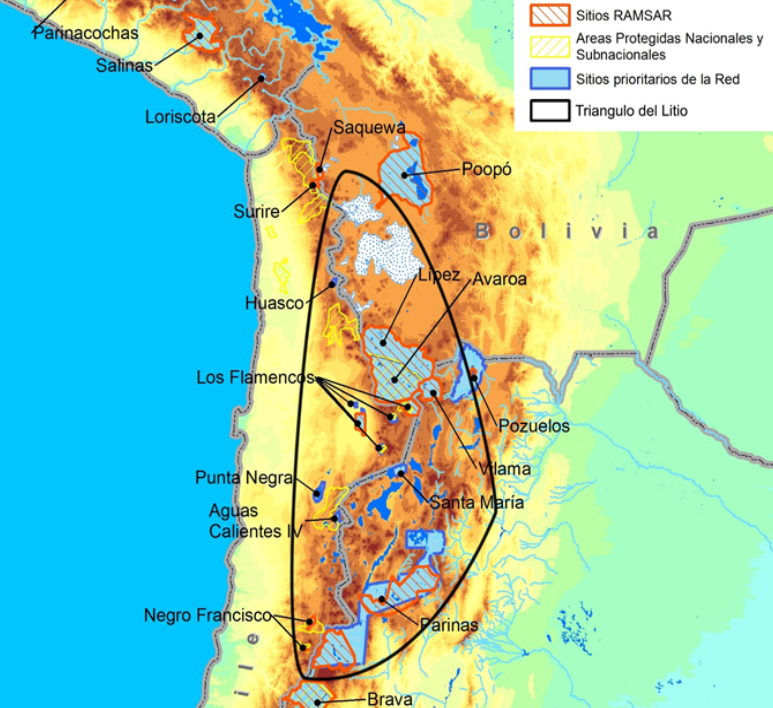 Sitios RAMSAR
Areas Protegidas Nacionales y
Subnacionales
Sitios prioritarios de la Red
Triangulo del Litio
Parinacochas
Salinas
Loriscota
Saquewa
Poopó
Surire
Bolivia
Lipez
Avaroa
Huasco
Los Flamencos
Pozuelos
Vilama
Punta Negra
Santa Maria
Aguas
Calientes IV
Negro Francisco
Parinas
ile
Brava